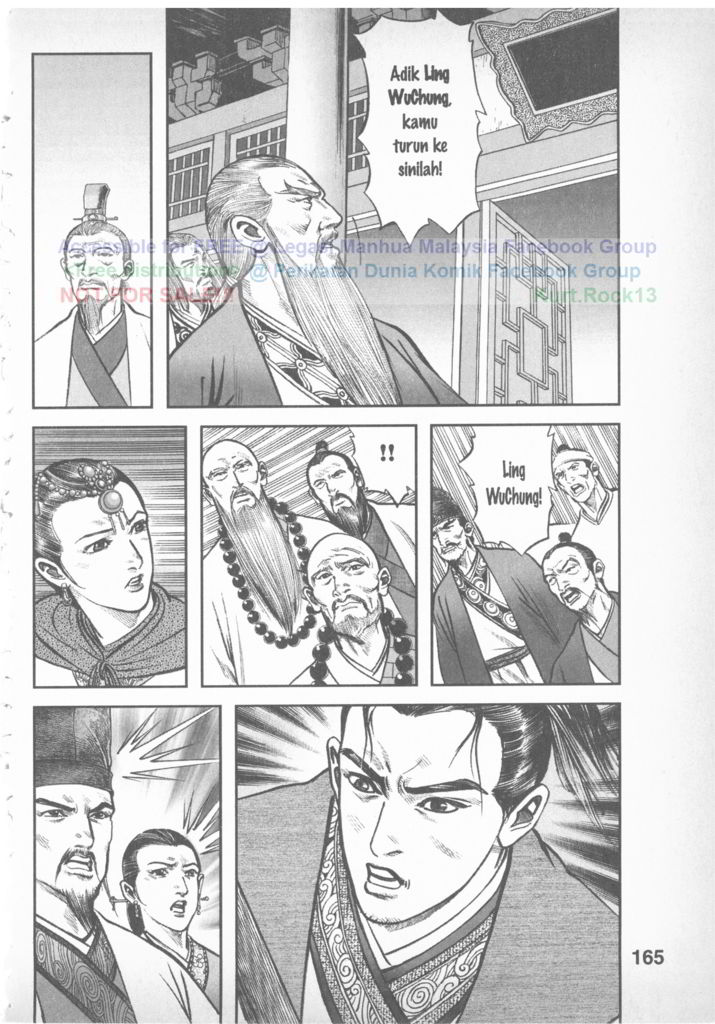 Adik Ling
WuChung,
kamu
turun ke
sinilah!
Accessible for FREE @ Legasi Manhua Malaysia Facebook Group
@ Perikatan Dunia Komik Facebook Group
NOT FOR SALE!!!
Kurt.Rock13
!!
Ling
WuChung!
165